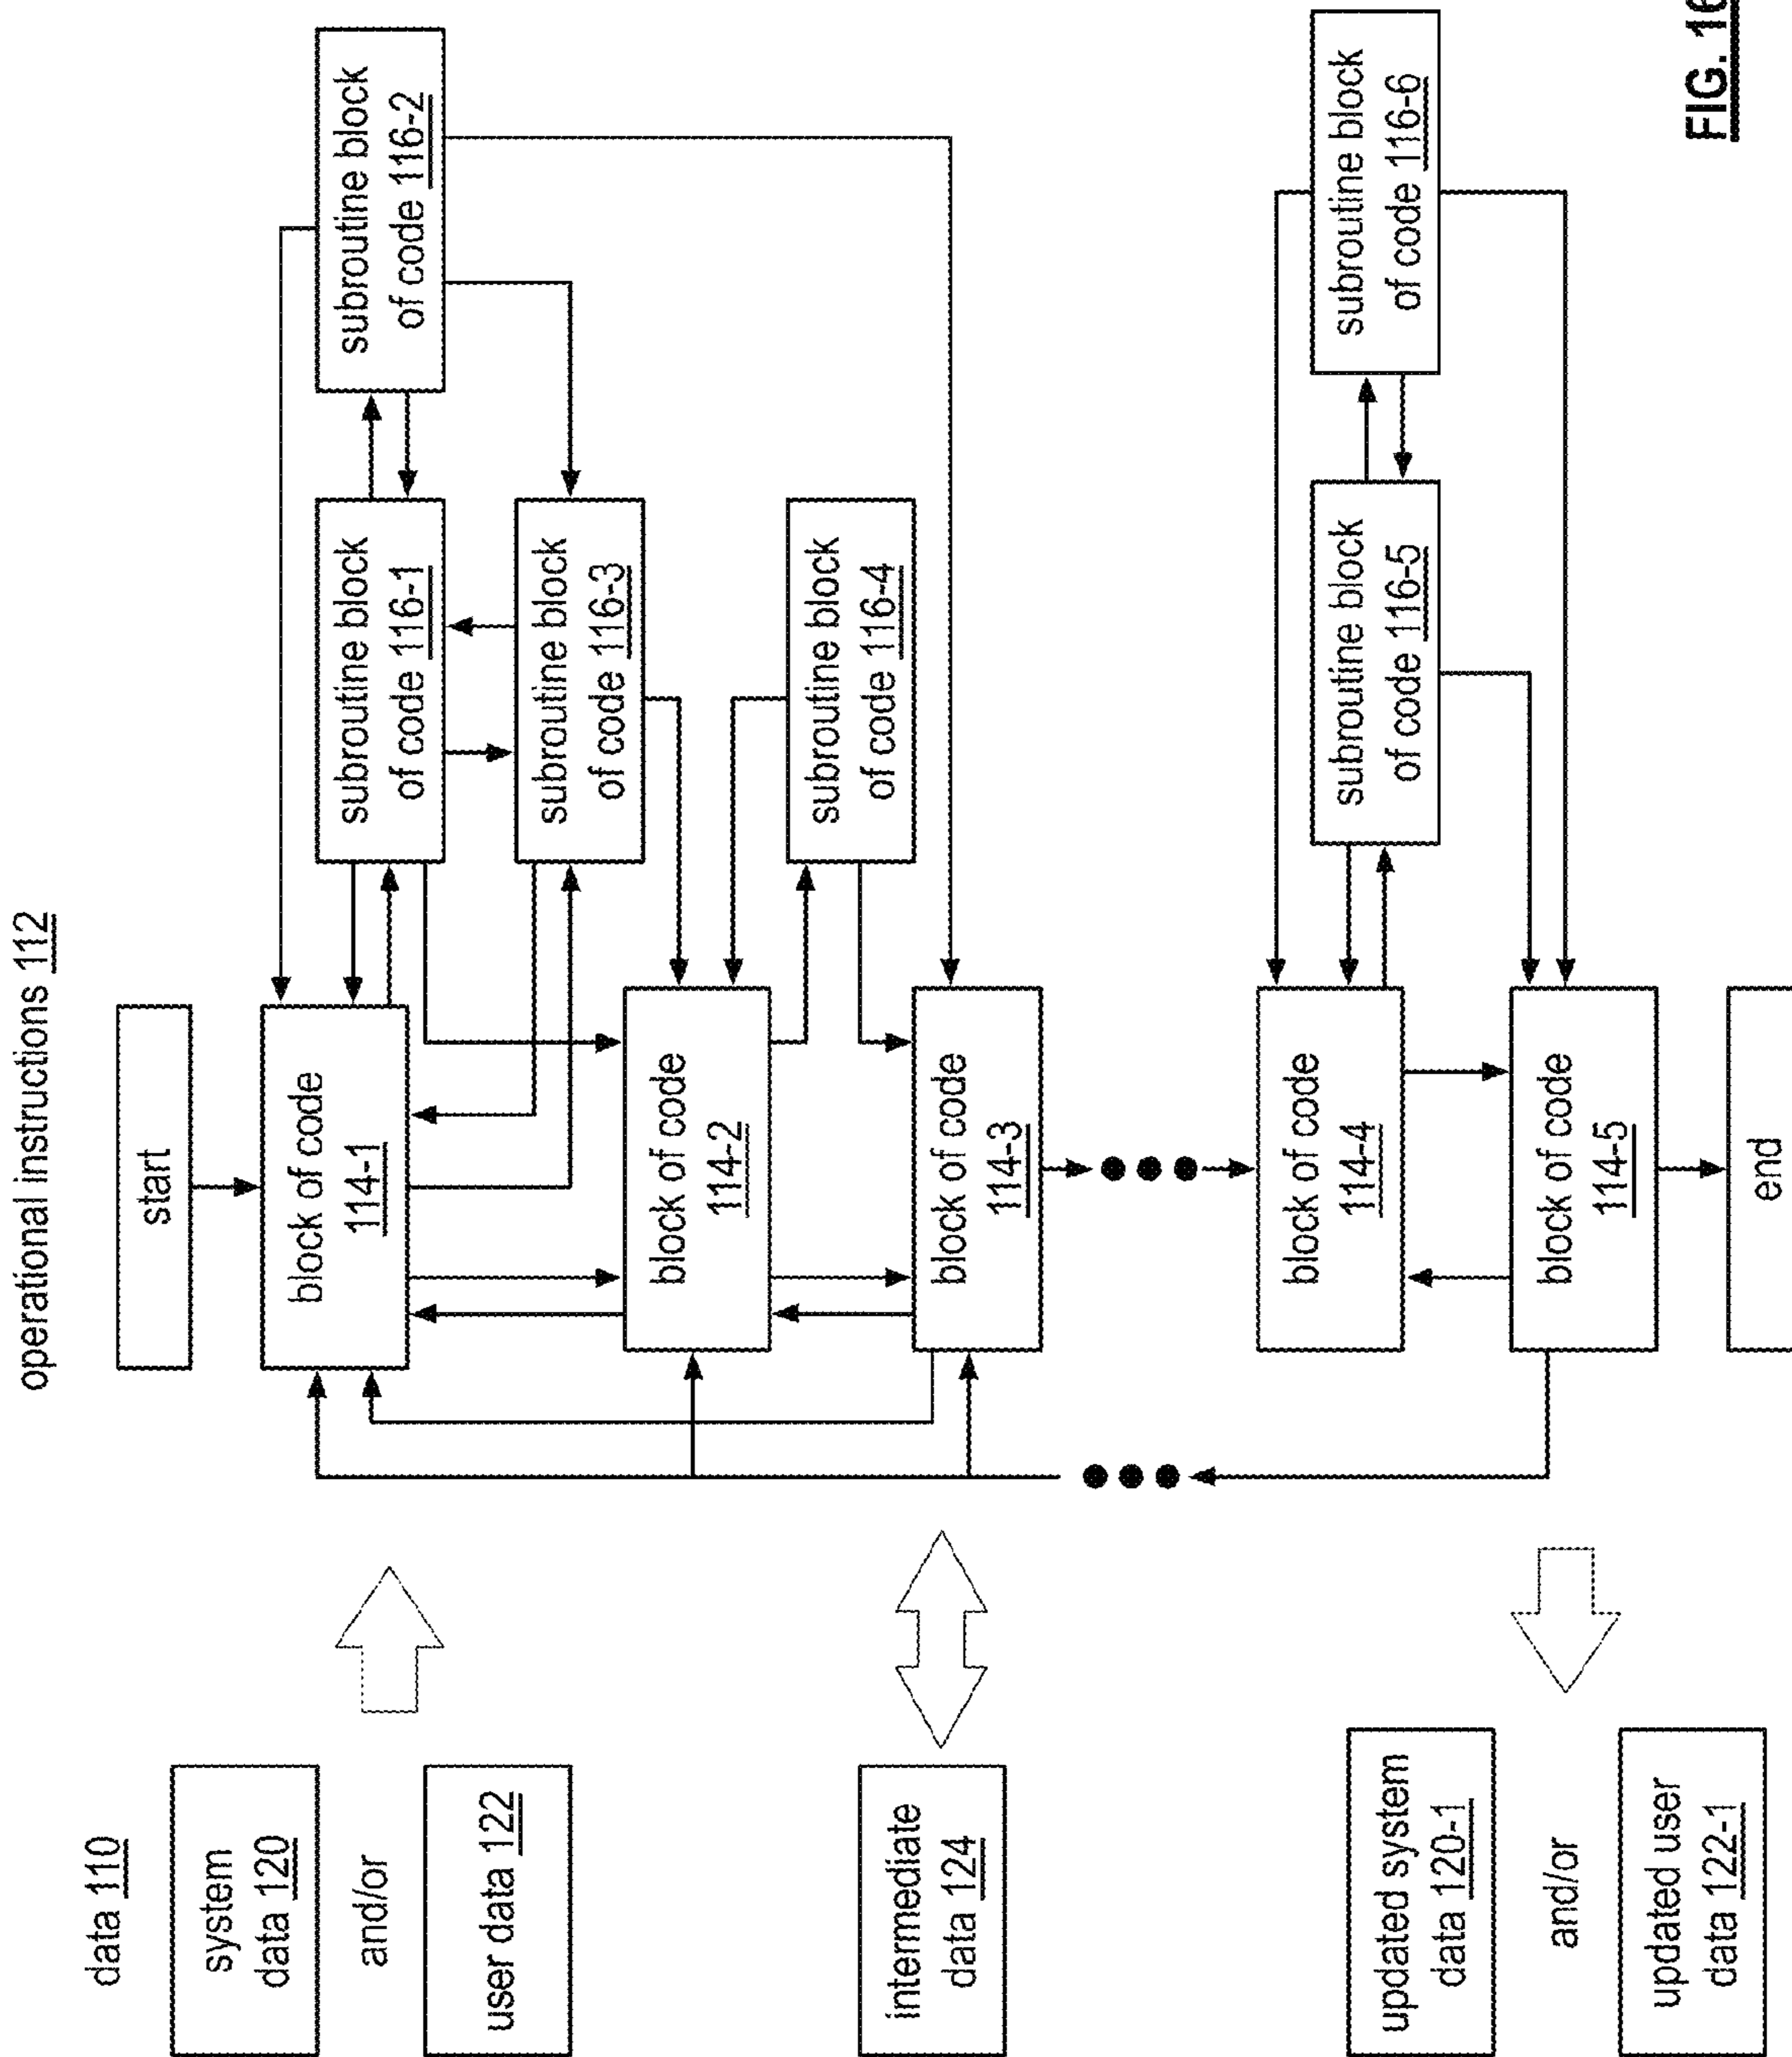 operational instructions 112
data 110
start
system
data 120
and/or
user data 122
block of code
114-1
subroutine block
of code 116-1
subroutine block
of code 116-2
subroutine block
of code 116-3
block of code
114-2
subroutine block
of code 116-4
intermediate
data 124
block of code
114-3
block of code
114-4
subroutine block
of code 116-5
subroutine block
of code 116-6
updated system
data 120-1
and/or
updated user
data 122-1
block of code
114-5
end
FIG. 16